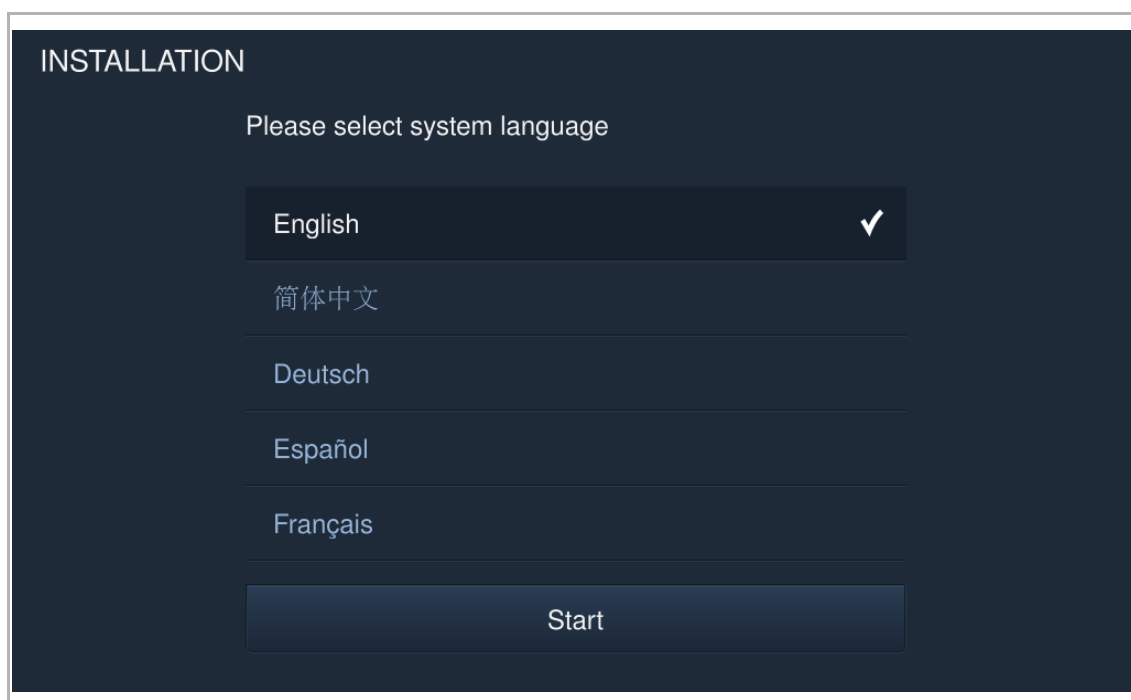 INSTALLATION
Please select system language
English
简体中文
Deutsch
Español
Français
Start